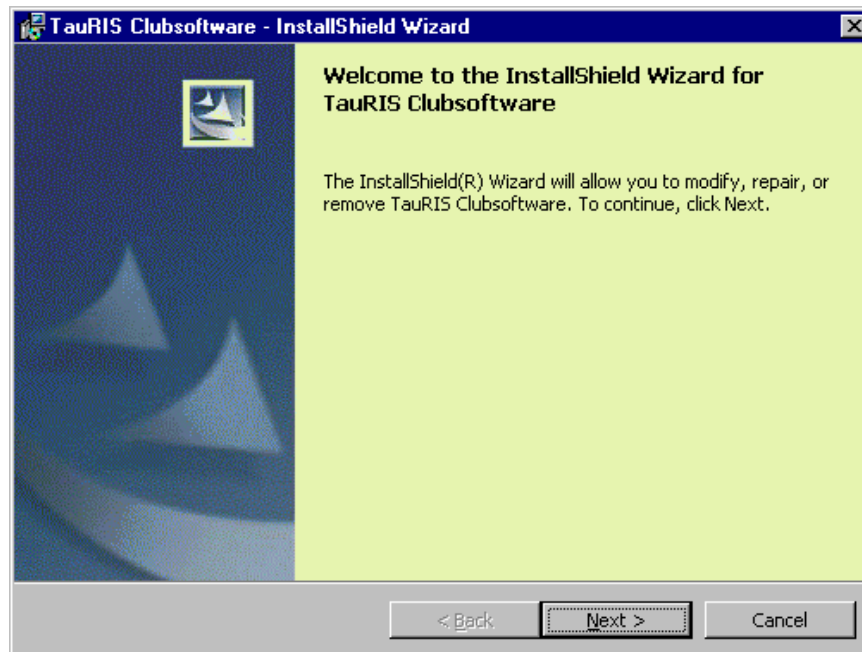 TauRIS Clubsoftware - InstallShield Wizard
Welcome to the InstallShield Wizard for
TauRIS Clubsoftware
The InstallShield(R) Wizard will allow you to modify, repair, or
remove TauRIS Clubsoftware. To continue, click Next.
< Back Next > Cancel